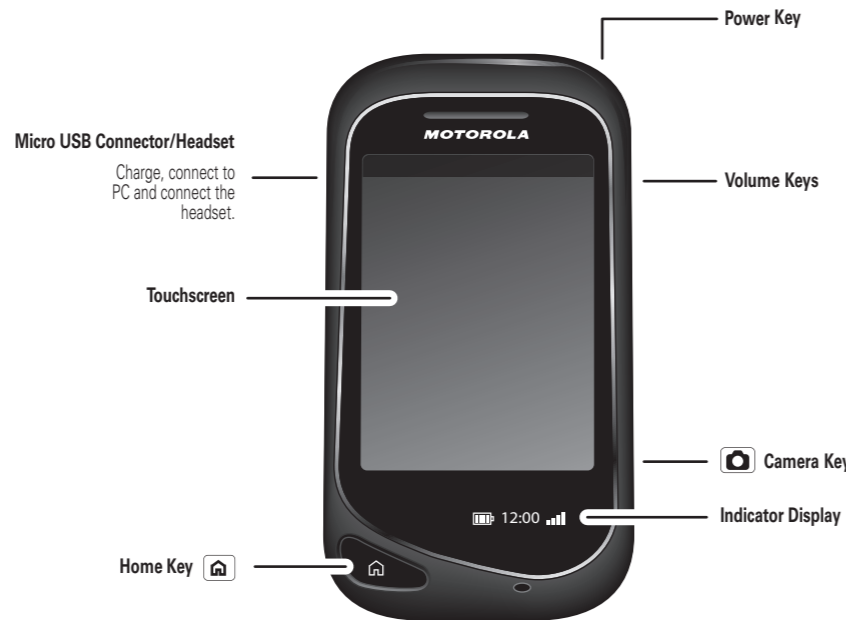 Power Key
Micro USB Connector/Headset
Charge, connect to
PC and connect the
headset.
MOTOROLA
Volume Keys
Touchscreen
Camera Key
12:00
Indicator Display
Home Key